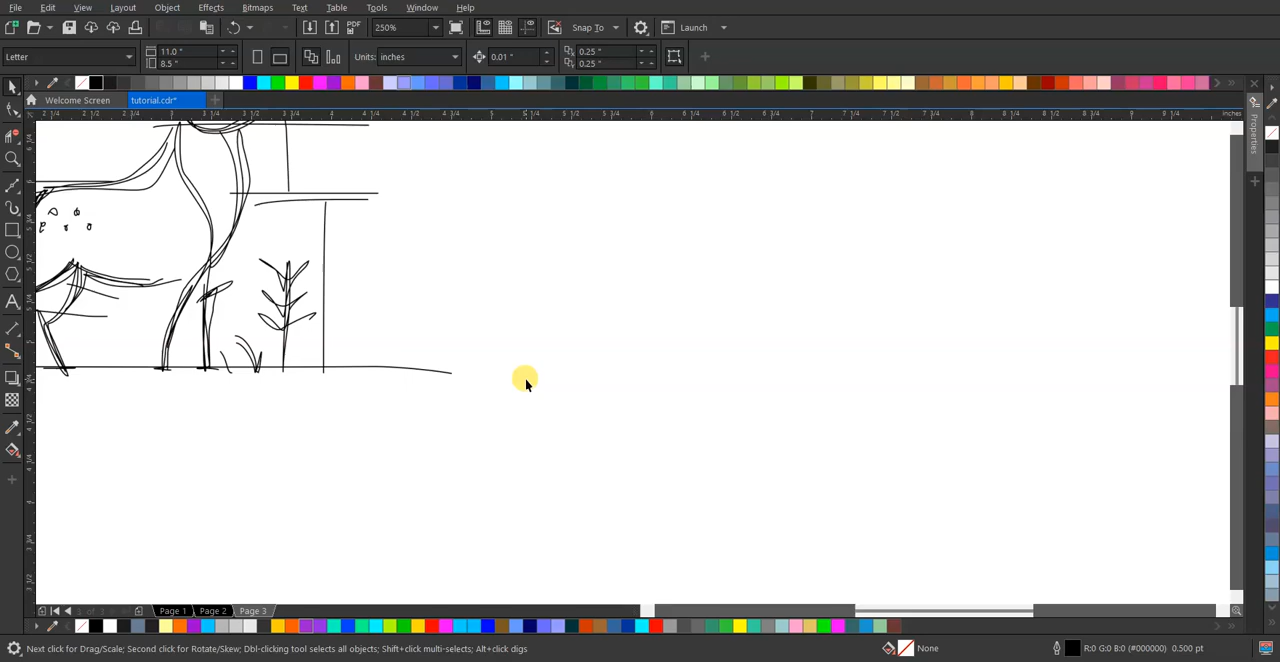 File Edit View Layout Object Effects Bitmaps Text Table Tools Window Help
PDF 250% Snap To Launch
Letter 11.0 " 8.5 " Units: inches 0.01 " 0.25 " 0.25 "
Welcome Screen tutorial.cdr*
inches
Properties
Page 1 Page 2 Page 3
Next click for Drag/Scale; Second click for Rotate/Skew; Dbl-clicking tool selects all objects; Shift+click multi-selects; Alt+click digs None R:0 G:0 B:0 (#000000) 0.500 pt